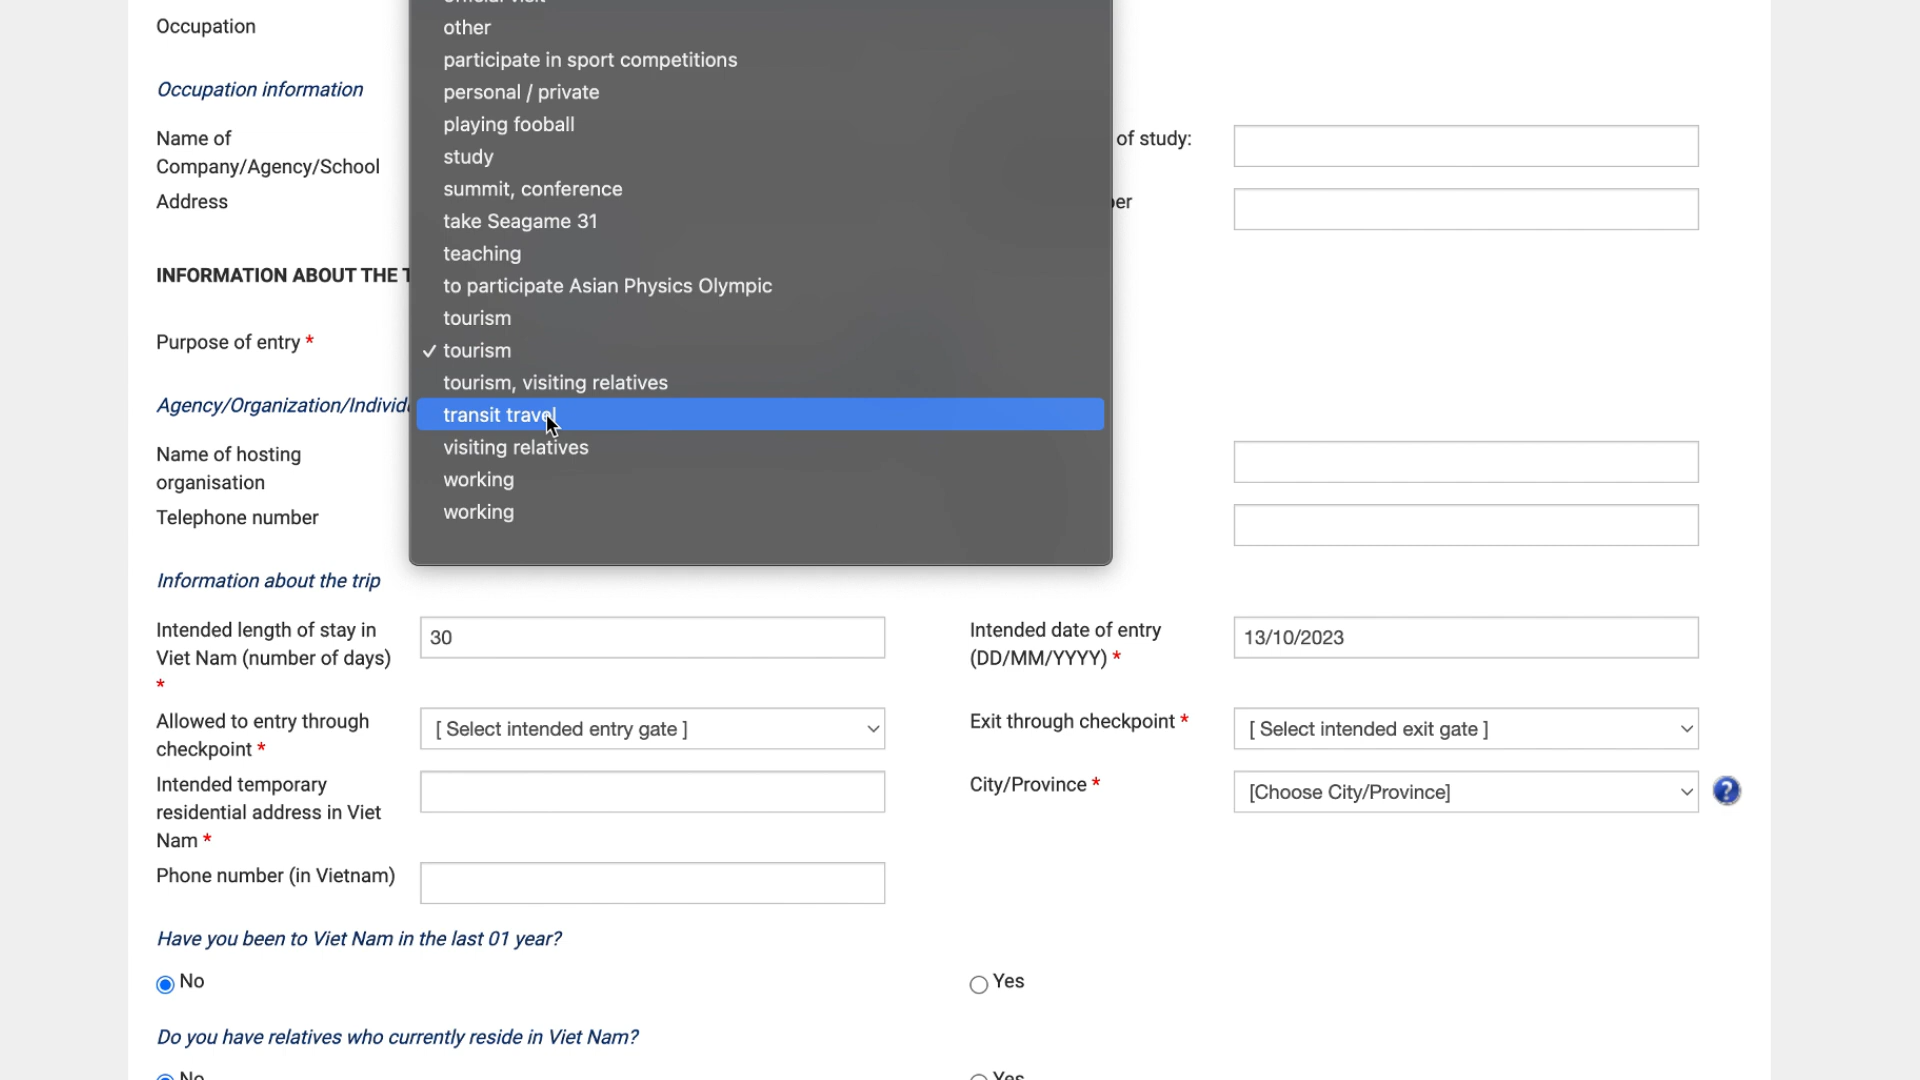 Occupation
other
participate in sport competitions
Occupation information
personal / private
playing fooball
Name of
Company/Agency/School
of study:
study
summit, conference
Address
take Seagame 31
teaching
INFORMATION ABOUT THE
to participate Asian Physics Olympic
tourism
Purpose of entry *
✓ tourism
tourism, visiting relatives
Agency/Organization/Individ
transit travel
visiting relatives
Name of hosting
organisation
working
working
Telephone number
Information about the trip
Intended length of stay in
Viet Nam (number of days)
*
30
Intended date of entry
(DD/MM/YYYY) *
13/10/2023
Allowed to entry through
checkpoint *
[ Select intended entry gate ]
Exit through checkpoint *
[ Select intended exit gate ]
Intended temporary
residential address in Viet
Nam *
City/Province *
[Choose City/Province]
?
Phone number (in Vietnam)
Have you been to Viet Nam in the last 01 year?
No
Yes
Do you have relatives who currently reside in Viet Nam?
No
Yes